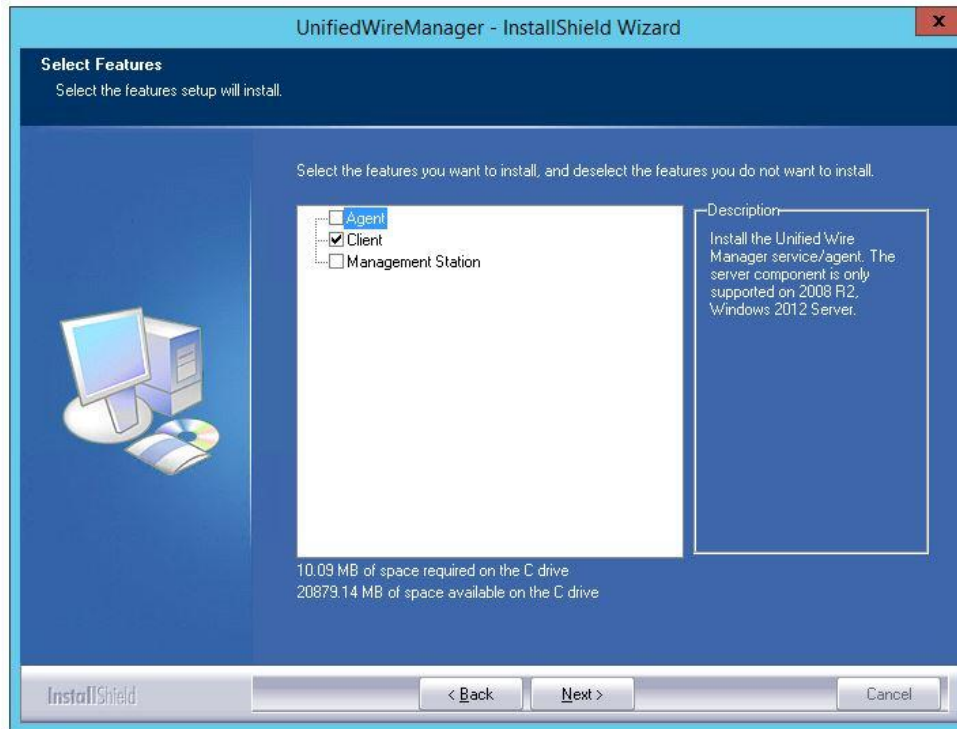 UnifiedWireManager - InstallShield Wizard
x
Select Features
Select the features setup will install.
Select the features you want to install, and deselect the features you do not want to install.
Agent
Client
Management Station
Description
Install the Unified Wire
Manager service/agent. The
server component is only
supported on 2008 R2,
Windows 2012 Server.
10.09 MB of space required on the C drive
20879.14 MB of space available on the C drive
InstallShield
< Back
Next >
Cancel